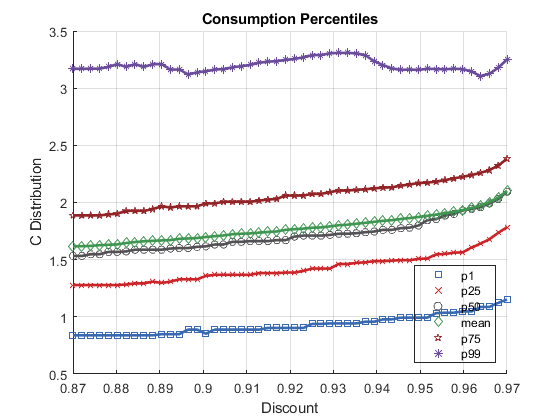 Consumption Percentiles
3.5
3
2.5
2
1.5
1
0.5
C Distribution
p1
p25
p50
mean
p75
p99
0.87 0.88 0.89 0.9 0.91 0.92 0.93 0.94 0.95 0.96 0.97
Discount